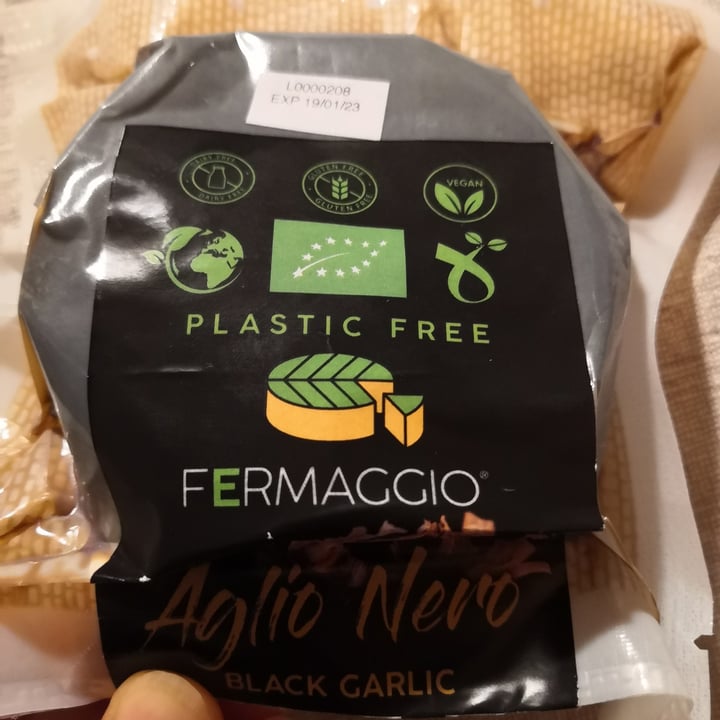 L0000208
EXP 19/01/23
DAIRY FREE
DAIRY FREE
GLUTEN FREE
GLUTEN FREE
VEGAN
PLASTIC FREE
FERMAGGIO®
Aglio Nero
BLACK GARLIC